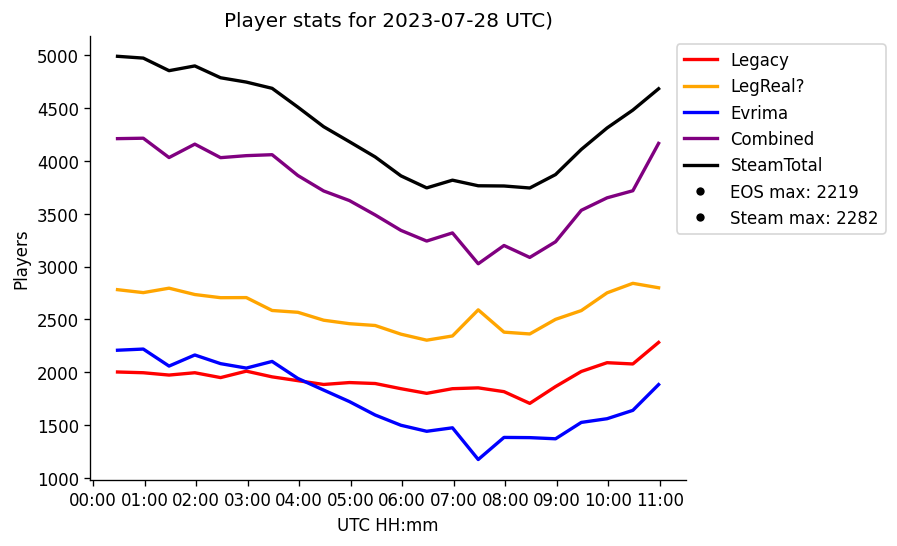 Player stats for 2023-07-28 UTC)
Legacy
LegReal?
Evrima
Combined
SteamTotal
EOS max: 2219
Steam max: 2282
Players
5000
4500
4000
3500
3000
2500
2000
1500
1000
00:00 01:00 02:00 03:00 04:00 05:00 06:00 07:00 08:00 09:00 10:00 11:00
UTC HH:mm